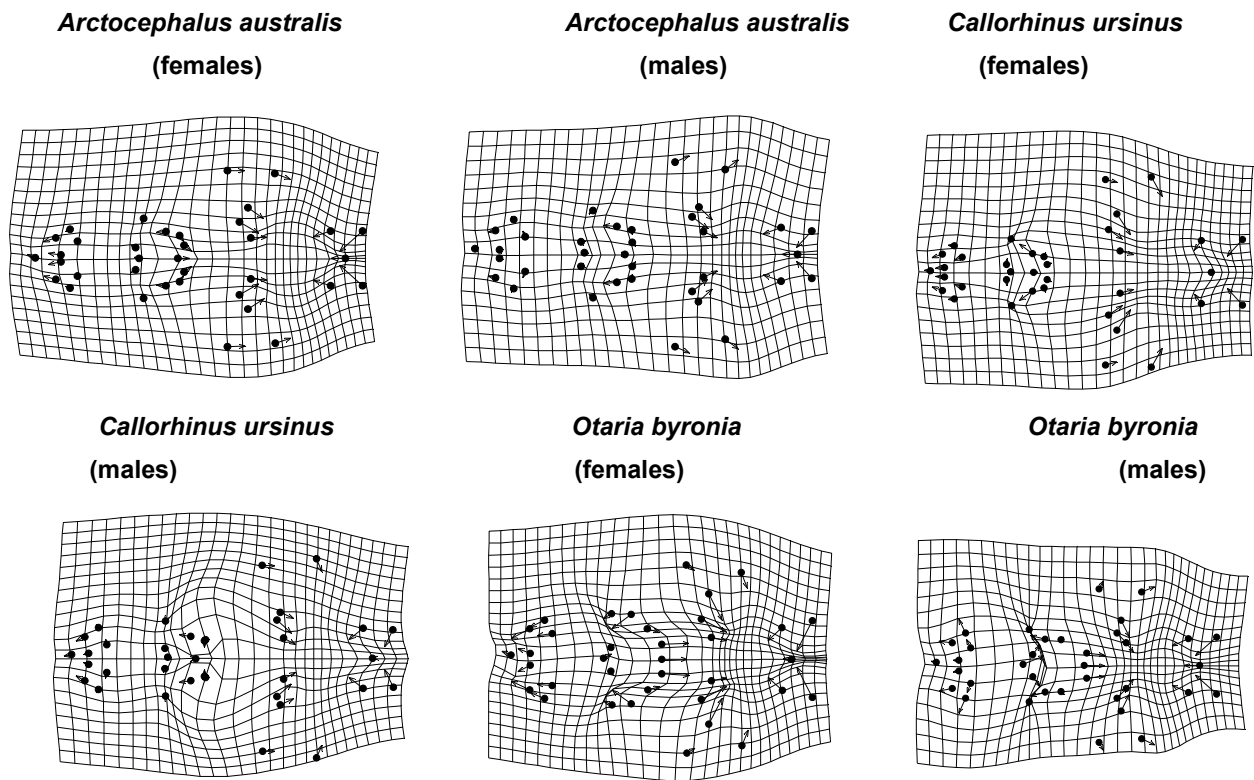 Arctocephalus australis
(females)
Arctocephalus australis
(males)
Callorhinus ursinus
(females)
Callorhinus ursinus
(males)
Otaria byronia
(females)
Otaria byronia
(males)